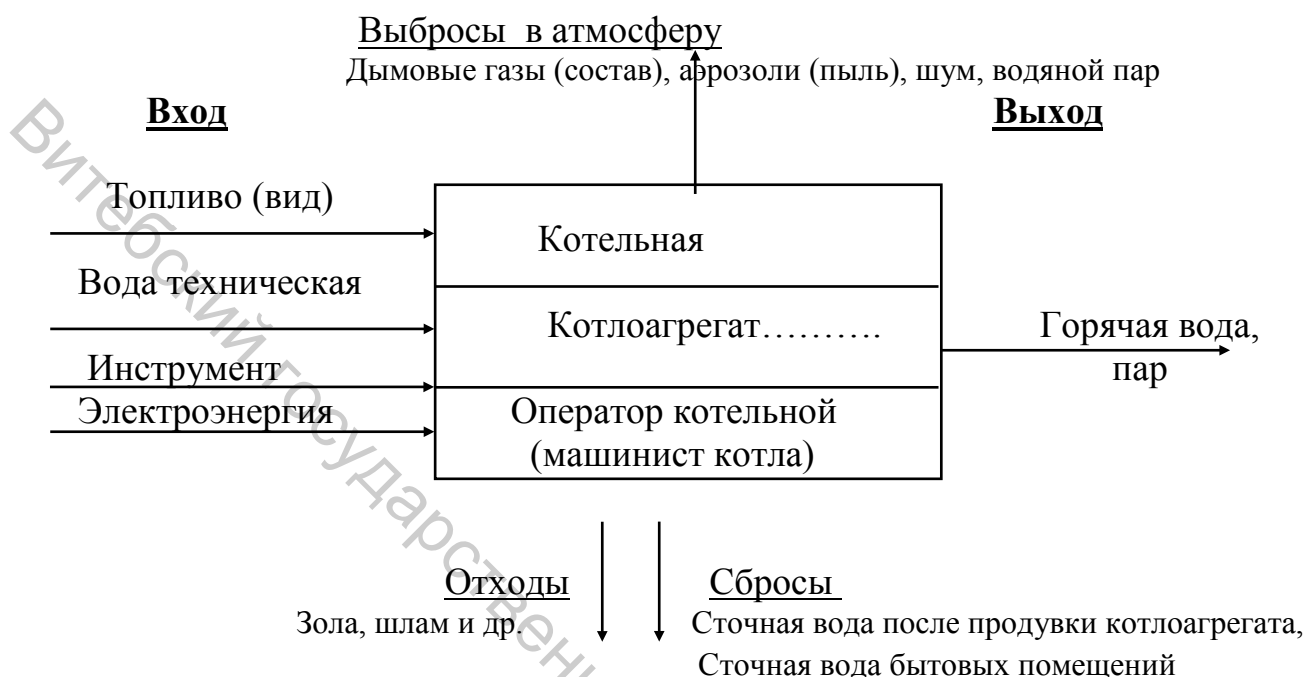 Выбросы в атмосферу
Дымовые газы (состав), аэрозоли (пыль), шум, водяной пар
Вход
Выход
Топливо (вид)
Котельная
Вода техническая
Котлоагрегат……….
Горячая вода,
пар
Инструмент
Электроэнергия
Оператор котельной
(машинист котла)
Отходы
Зола, шлам и др.
Сбросы
Сточная вода после продувки котлоагрегата,
Сточная вода бытовых помещений
Витебский государствен